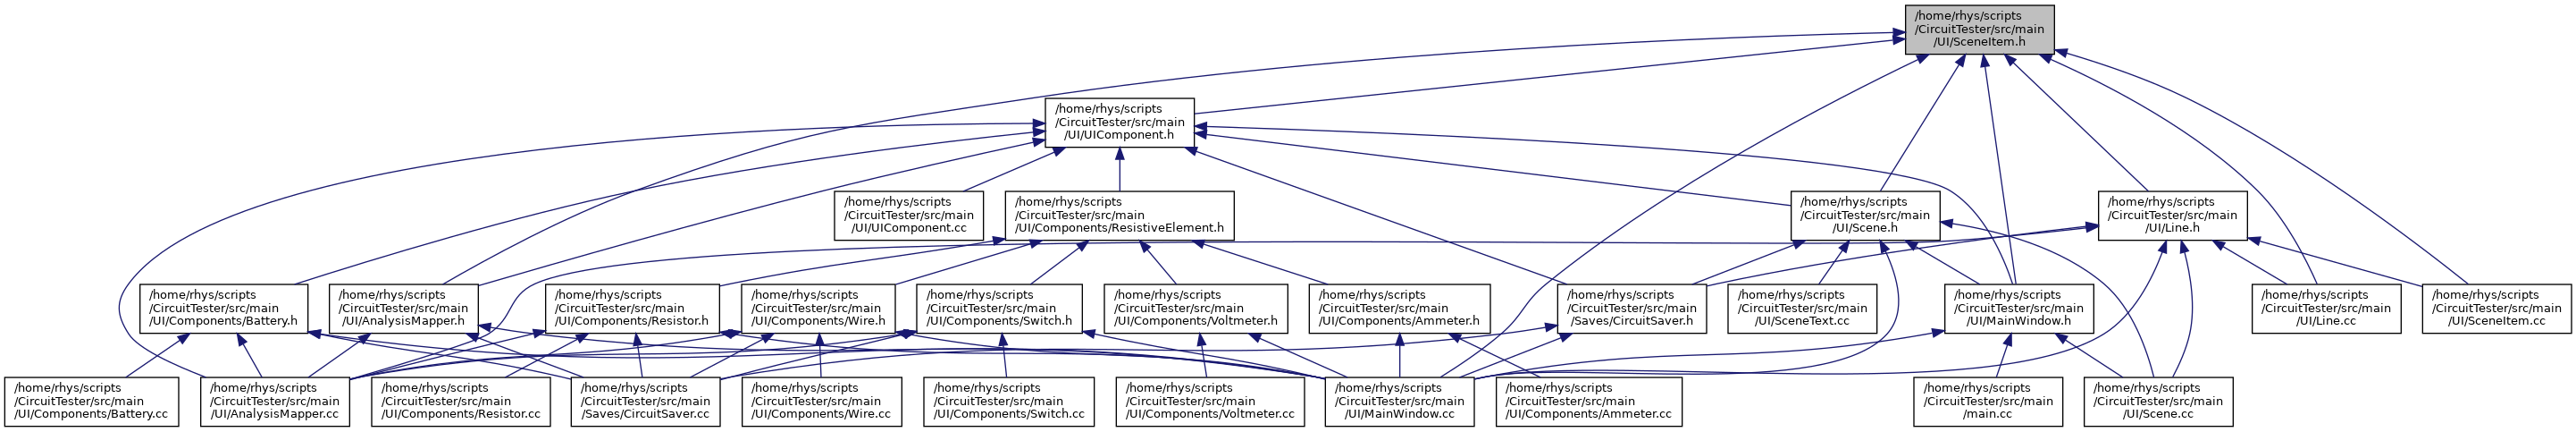 /home/rhys/scripts
/CircuitTester/src/main
/UI/SceneItem.h
/home/rhys/scripts
/CircuitTester/src/main
/UI/UIComponent.h
/home/rhys/scripts
/CircuitTester/src/main
/UI/UIComponent.cc
/home/rhys/scripts
/CircuitTester/src/main
/UI/Components/ResistiveElement.h
/home/rhys/scripts
/CircuitTester/src/main
/UI/Scene.h
/home/rhys/scripts
/CircuitTester/src/main
/UI/Line.h
/home/rhys/scripts
/CircuitTester/src/main
/UI/Components/Battery.h
/home/rhys/scripts
/CircuitTester/src/main
/UI/AnalysisMapper.h
/home/rhys/scripts
/CircuitTester/src/main
/UI/Components/Resistor.h
/home/rhys/scripts
/CircuitTester/src/main
/UI/Components/Wire.h
/home/rhys/scripts
/CircuitTester/src/main
/UI/Components/Switch.h
/home/rhys/scripts
/CircuitTester/src/main
/UI/Components/Voltmeter.h
/home/rhys/scripts
/CircuitTester/src/main
/UI/Components/Ammeter.h
/home/rhys/scripts
/CircuitTester/src/main
/Saves/CircuitSaver.h
/home/rhys/scripts
/CircuitTester/src/main
/UI/SceneText.cc
/home/rhys/scripts
/CircuitTester/src/main
/UI/MainWindow.h
/home/rhys/scripts
/CircuitTester/src/main
/UI/Line.cc
/home/rhys/scripts
/CircuitTester/src/main
/UI/SceneItem.cc
/home/rhys/scripts
/CircuitTester/src/main
/UI/Components/Battery.cc
/home/rhys/scripts
/CircuitTester/src/main
/UI/AnalysisMapper.cc
/home/rhys/scripts
/CircuitTester/src/main
/UI/Components/Resistor.cc
/home/rhys/scripts
/CircuitTester/src/main
/Saves/CircuitSaver.cc
/home/rhys/scripts
/CircuitTester/src/main
/UI/Components/Wire.cc
/home/rhys/scripts
/CircuitTester/src/main
/UI/Components/Switch.cc
/home/rhys/scripts
/CircuitTester/src/main
/UI/Components/Voltmeter.cc
/home/rhys/scripts
/CircuitTester/src/main
/UI/MainWindow.cc
/home/rhys/scripts
/CircuitTester/src/main
/UI/Components/Ammeter.cc
/home/rhys/scripts
/CircuitTester/src/main
/main.cc
/home/rhys/scripts
/CircuitTester/src/main
/UI/Scene.cc